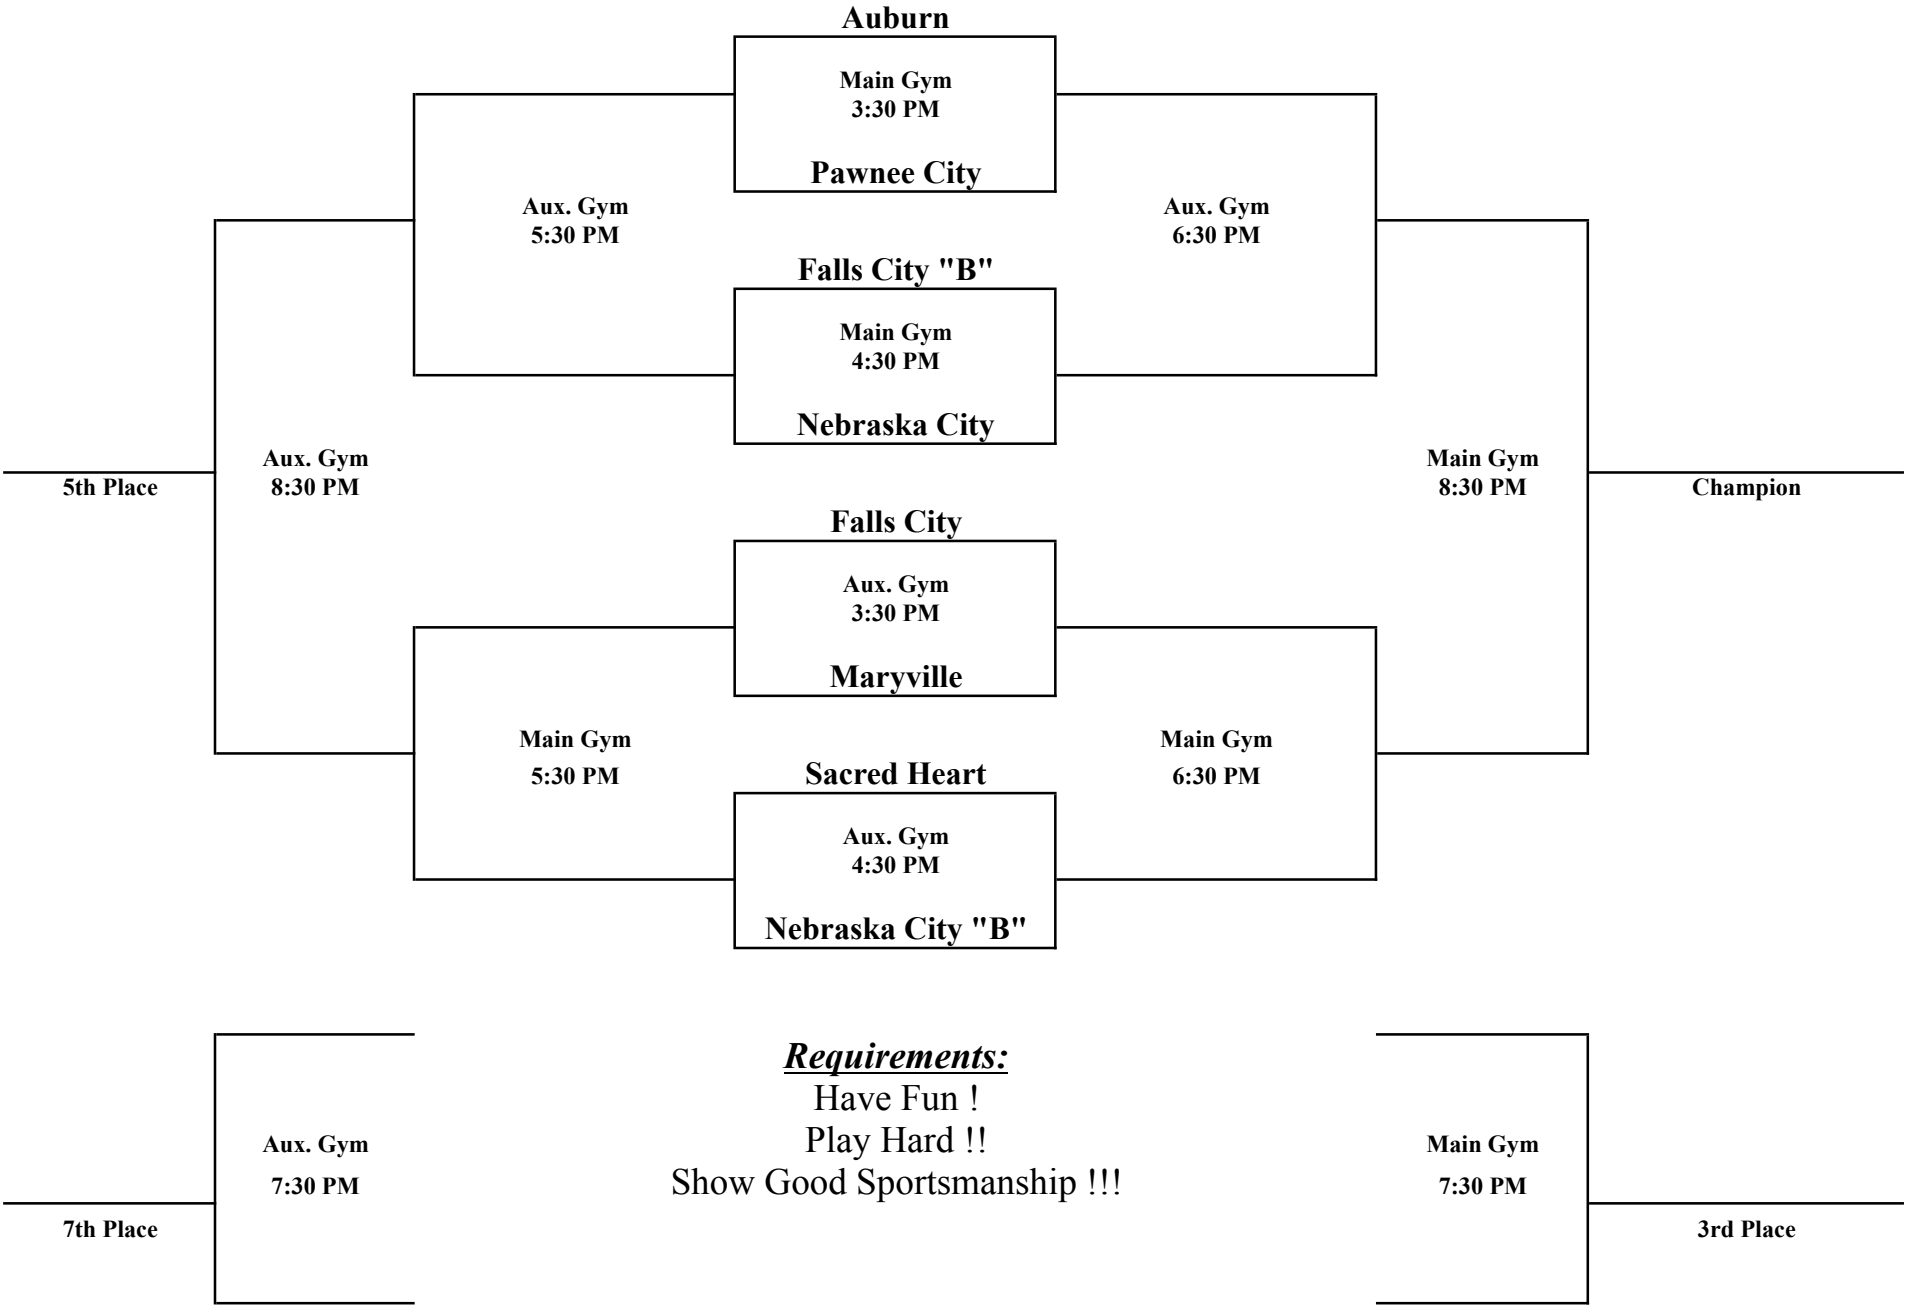 Auburn
Main Gym
3:30 PM
Pawnee City
Aux. Gym
5:30 PM
Aux. Gym
6:30 PM
Falls City "B"
Main Gym
4:30 PM
Nebraska City
Aux. Gym
8:30 PM
5th Place
Main Gym
8:30 PM
Champion
Falls City
Aux. Gym
3:30 PM
Maryville
Main Gym
5:30 PM
Main Gym
6:30 PM
Sacred Heart
Aux. Gym
4:30 PM
Nebraska City "B"
Requirements:
Have Fun !
Play Hard !!
Show Good Sportsmanship !!!
Aux. Gym
7:30 PM
7th Place
Main Gym
7:30 PM
3rd Place